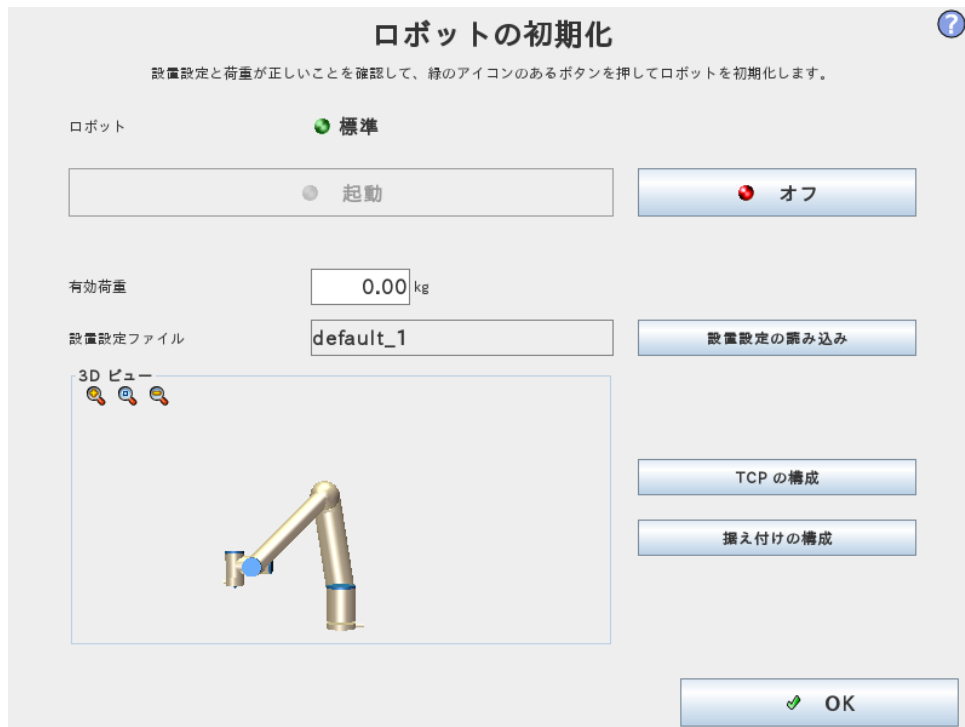 ロボットの初期化
?
設置設定と荷重が正しいことを確認して、緑のアイコンのあるボタンを押してロボットを初期化します。
ロボット 標準
起動 オフ
有効荷重 0.00 kg
設置設定ファイル default_1 設置設定の読み込み
3D ビュー
TCP の構成
据え付けの構成
OK